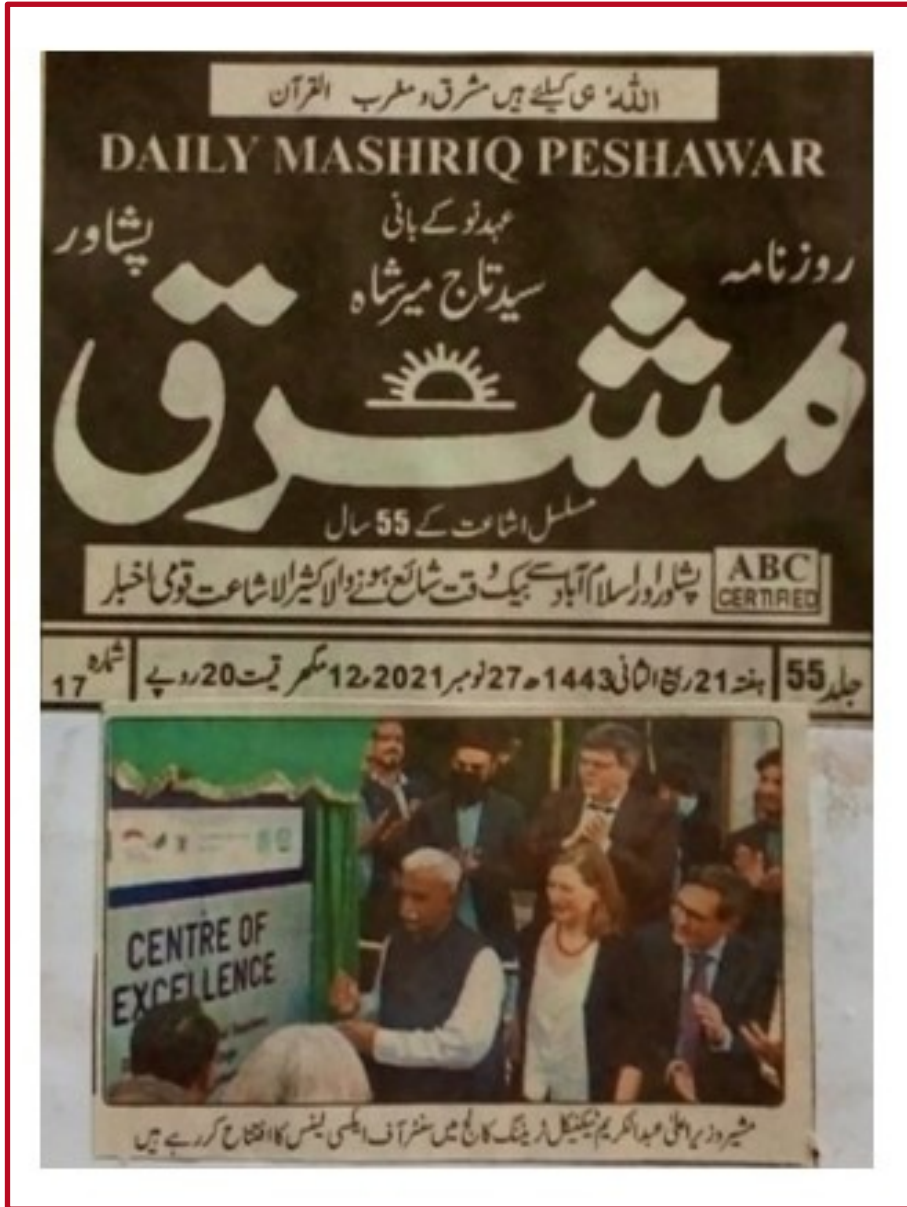 اللہ ہی کیلئے ہیں مشرق و مغرب القرآن
DAILY MASHRIQ PESHAWAR
عہد نو کے بانی
سید تاج میر شاہ
روزنامہ
مشرق
پشاور
مسلسل اشاعت کے 55 سال
ABC
CERTIFIED
پشاور اور اسلام آباد سے بیک وقت شائع ہونے والا کثیر الاشاعت قومی اخبار
جلد 55
ہفتہ 21 ربیع الثانی 1443ھ 27 نومبر 2021ء 12 مگھر قیمت 20 روپے
شمارہ 17
CENTRE OF
EXCELLENCE
مشیر وزیر اعلیٰ عبدالکریم ٹیکنیکل ٹریننگ کالج میں سنٹر آف ایکسی لینس کا افتتاح کر رہے ہیں